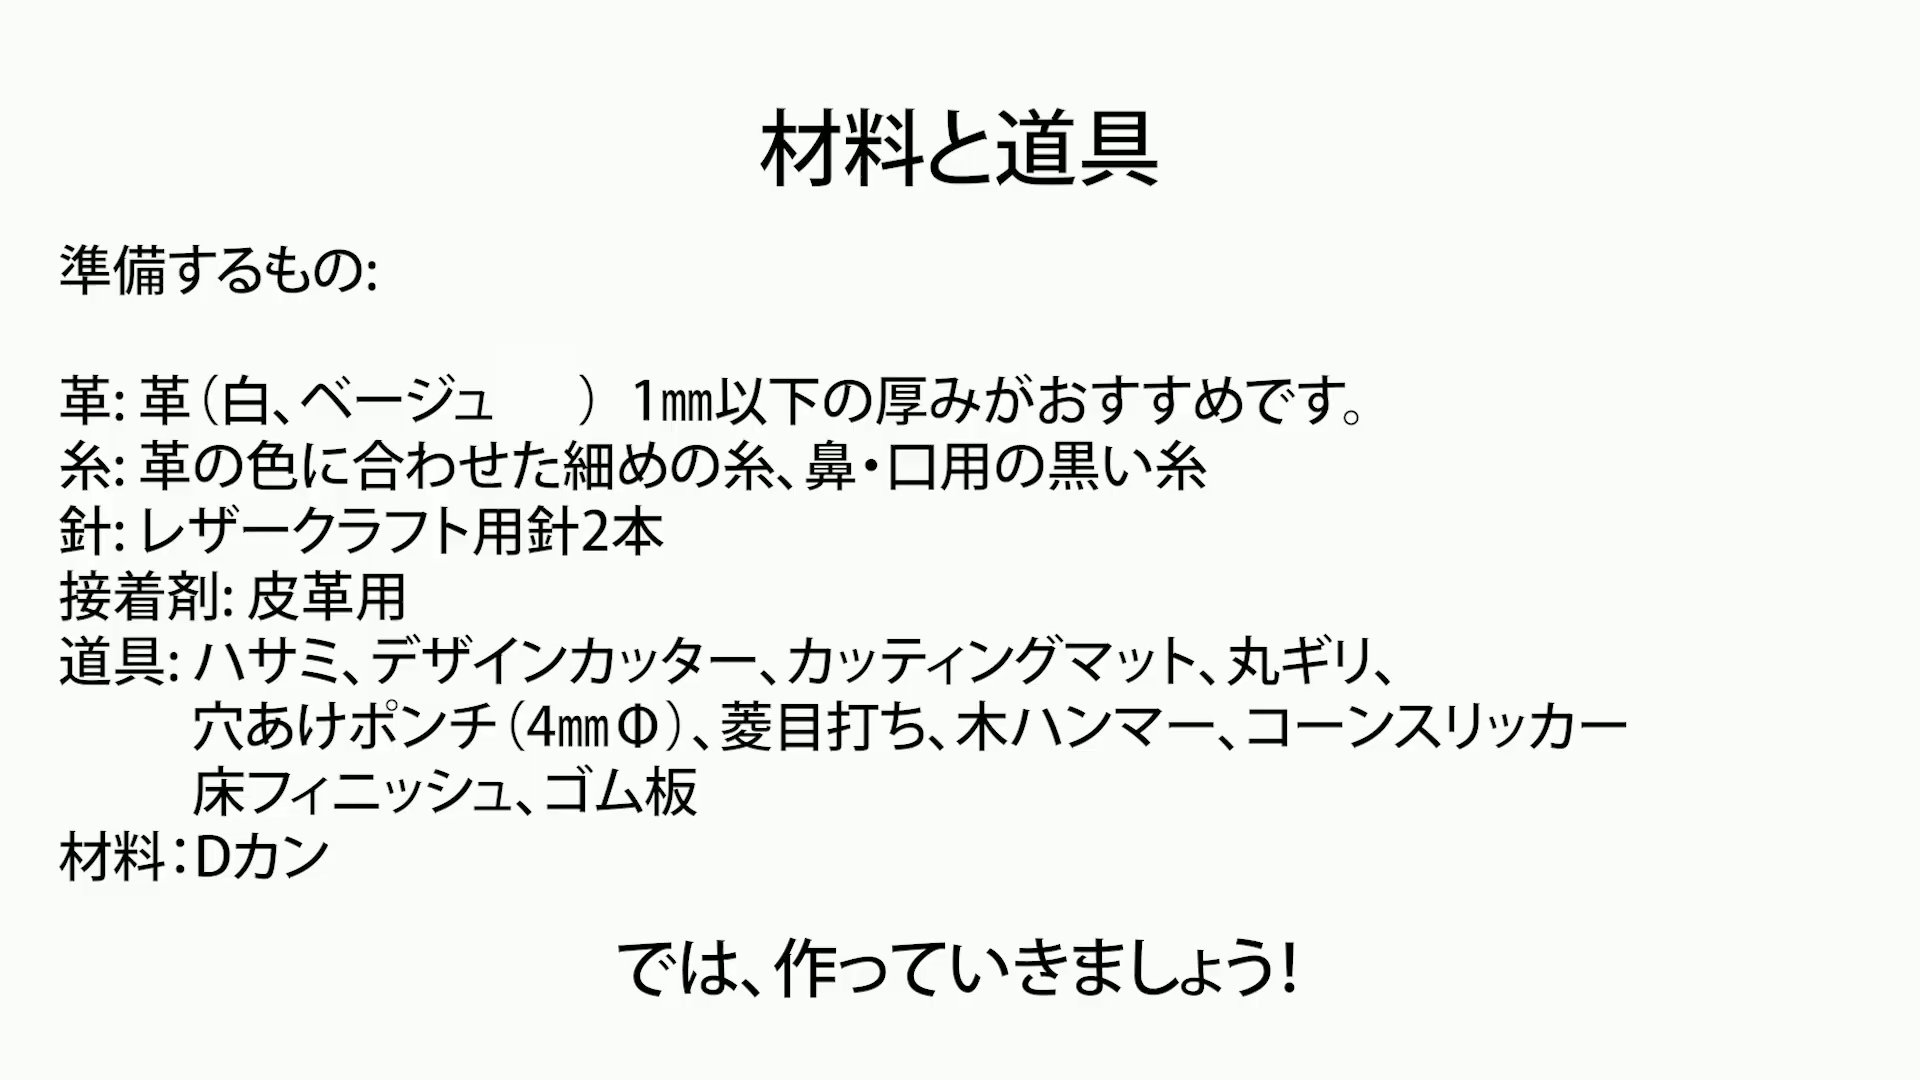 材料と道具
準備するもの:
革: 革（白、ベージュ　　） 1㎜以下の厚みがおすすめです。
糸: 革の色に合わせた細めの糸、鼻・口用の黒い糸
針: レザークラフト用針2本
接着剤: 皮革用
道具: ハサミ、デザインカッター、カッティングマット、丸ギリ、
穴あけポンチ（4㎜Φ）、菱目打ち、木ハンマー、コーンスリッカー
床フィニッシュ、ゴム板
材料：Dカン
では、作っていきましょう!